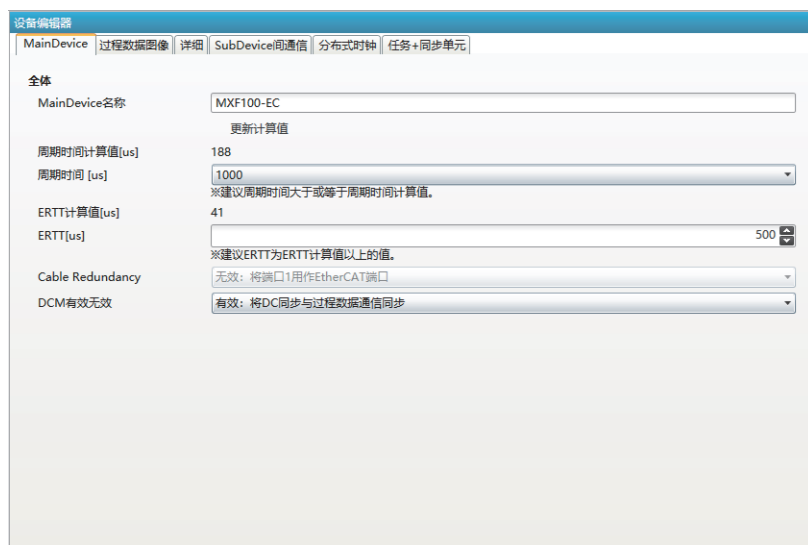 设备编辑器
MainDevice 过程数据图像 详细 SubDevice间通信 分布式时钟 任务+同步单元
全体
MainDevice名称 MXF100-EC
更新计算值
周期时间计算值[us] 188
周期时间 [us] 1000
※建议周期时间大于或等于周期时间计算值。
ERTT计算值[us] 41
ERTT[us] 500
※建议ERTT为ERTT计算值以上的值。
Cable Redundancy 无效：将端口1用作EtherCAT端口
DCM有效无效 有效：将DC同步与过程数据通信同步